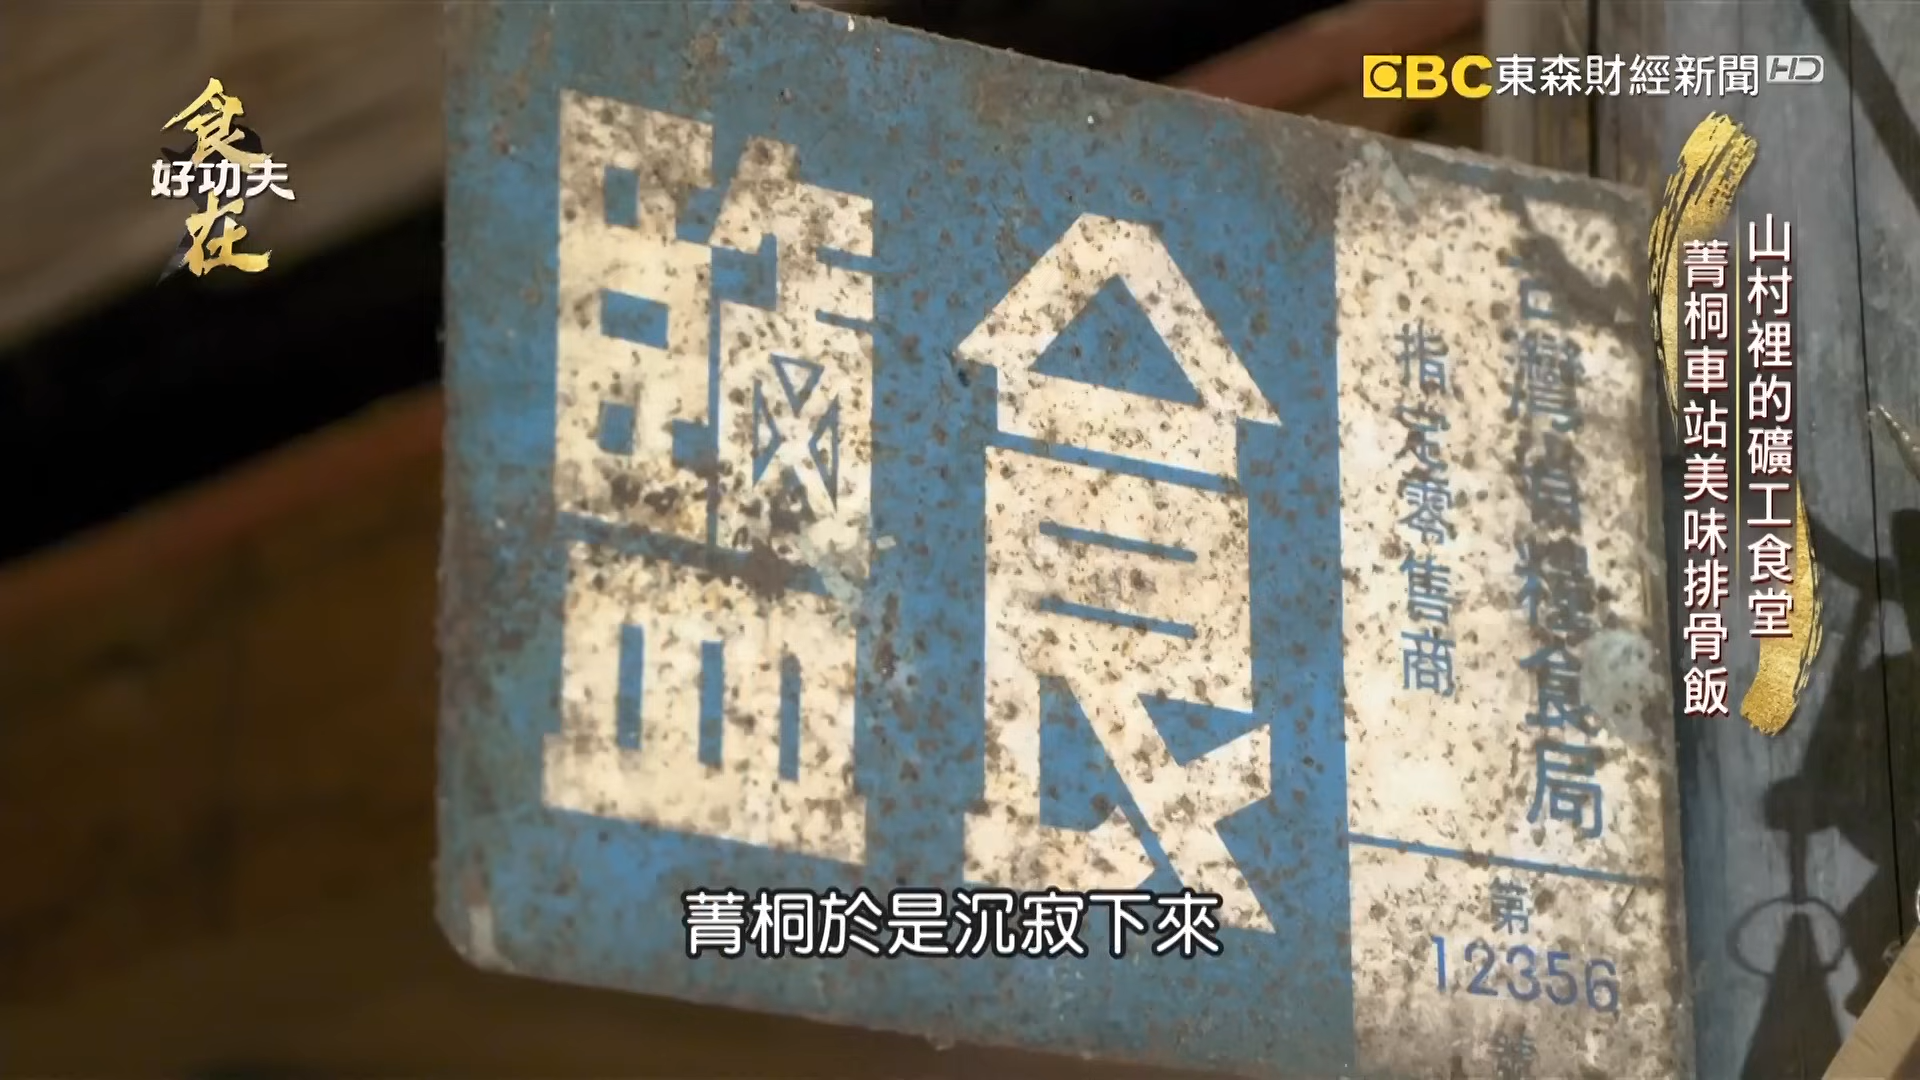 食在
好功夫
EBC東森財經新聞HD
山村裡的礦工食堂
菁桐車站美味排骨飯
台灣省糧食局
指定零售商
第
12356
號
食
鹽
菁桐於是沉寂下來